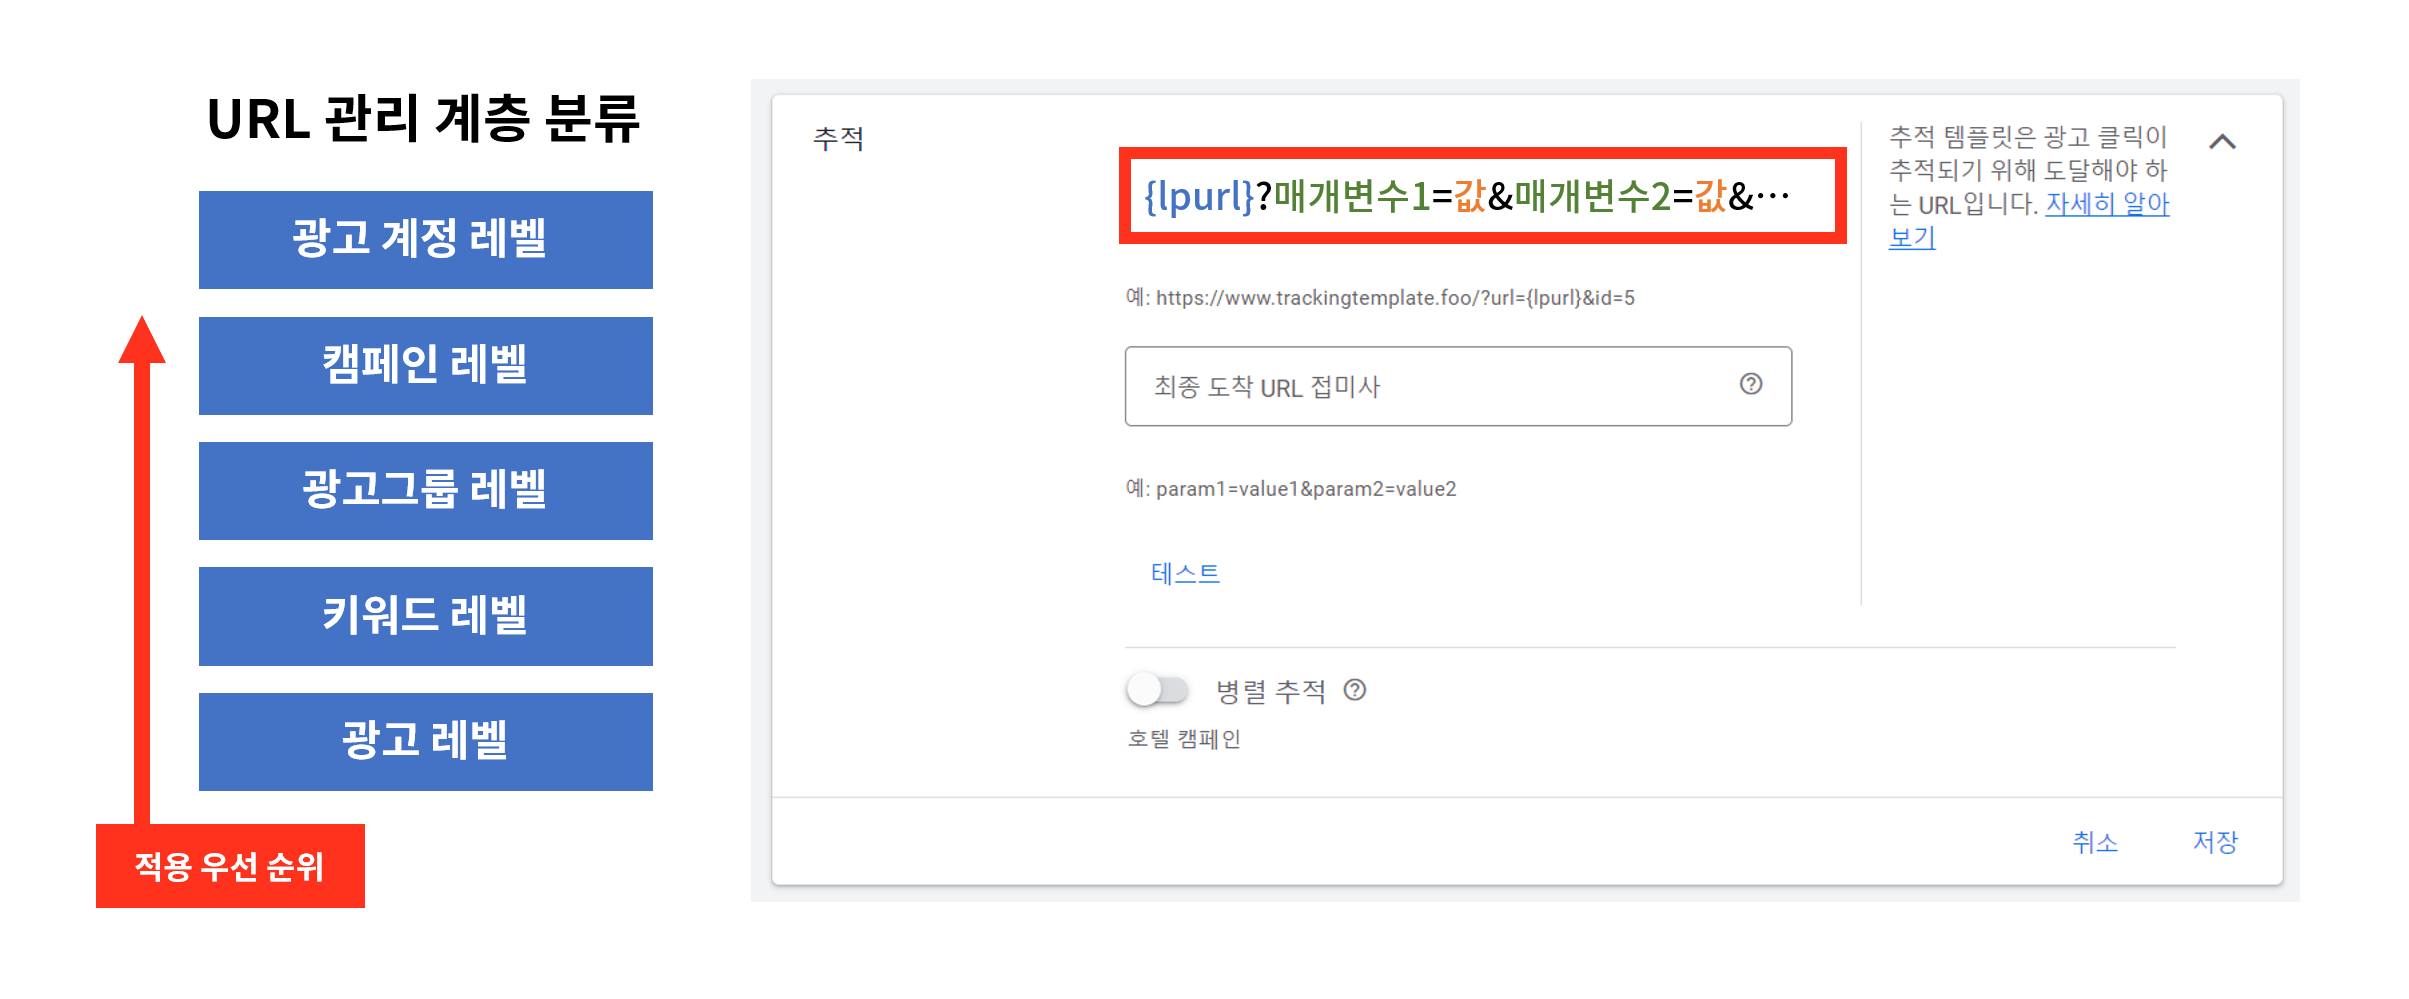 URL 관리 계층 분류
광고 계정 레벨
캠페인 레벨
광고그룹 레벨
키워드 레벨
광고 레벨
적용 우선 순위
추적
{lpurl}?매개변수1=값&매개변수2=값&⋯
예: https://www.trackingtemplate.foo/?url={lpurl}&id=5
최종 도착 URL 접미사
예: param1=value1&param2=value2
테스트
병렬 추적
호텔 캠페인
추적 템플릿은 광고 클릭이
추적되기 위해 도달해야 하
는 URL입니다. 자세히 알아
보기
취소
저장